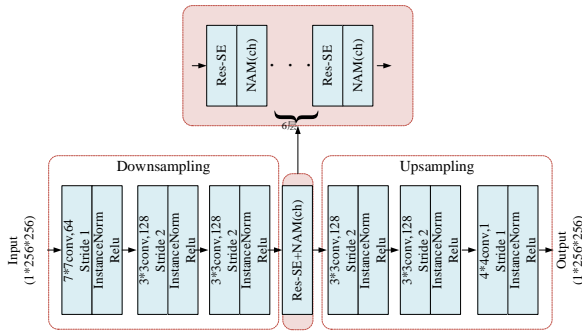 Res-SE
NAM(ch)
· · ·
Res-SE
NAM(ch)
6层
Downsampling
Upsampling
Input
(1*256*256)
7*7conv,64
Stride 1
InstanceNorm
Relu
3*3conv,128
Stride 2
InstanceNorm
Relu
3*3conv,128
Stride 2
InstanceNorm
Relu
Res-SE+NAM(ch)
3*3conv,128
Stride 2
InstanceNorm
Relu
3*3conv,128
Stride 2
InstanceNorm
Relu
4*4conv,1
Stride 1
InstanceNorm
Relu
Output
(1*256*256)